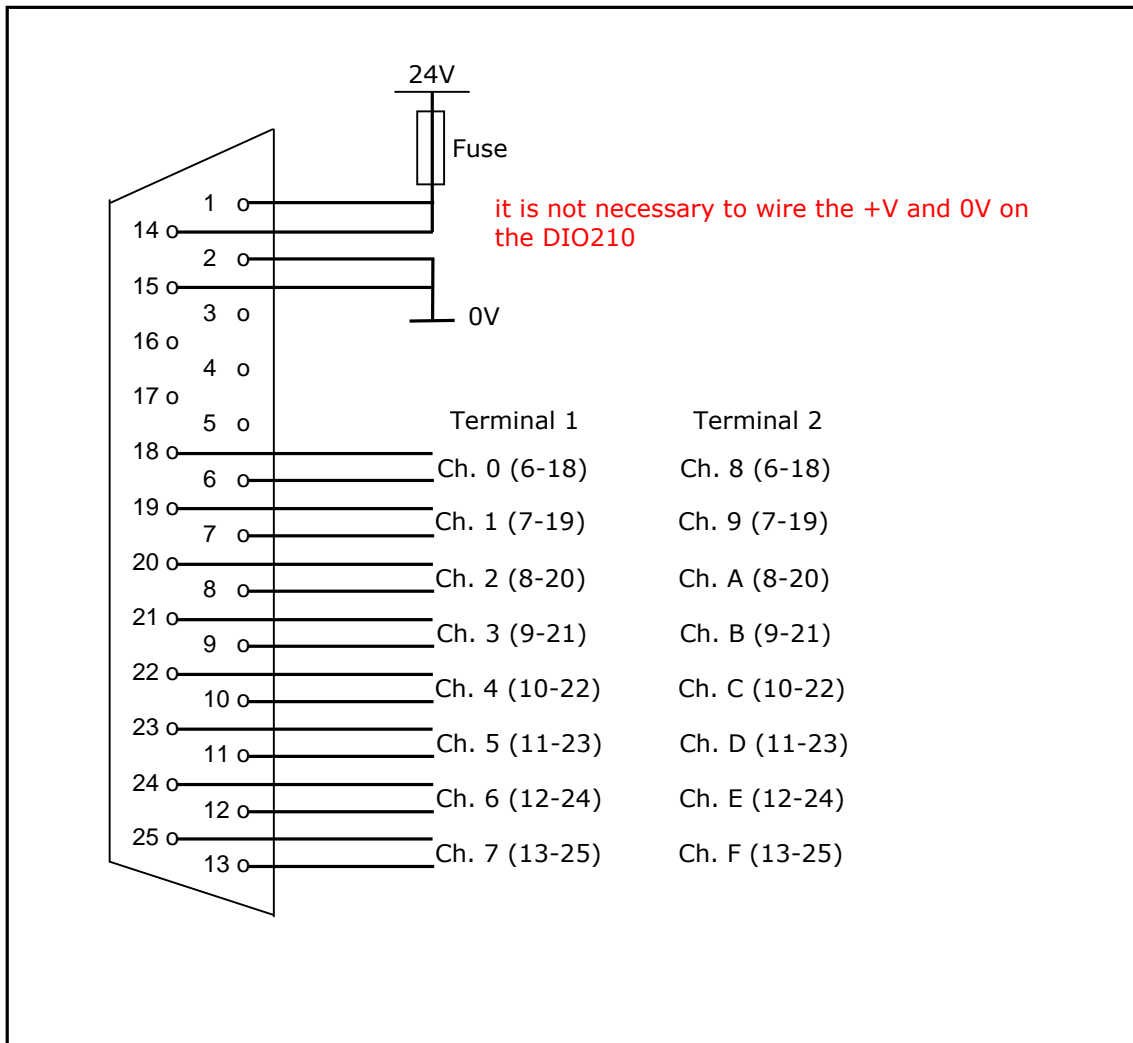 24V
Fuse
1 o
it is not necessary to wire the +V and 0V on
the DIO210
14 o
2 o
15 o
3 o
0V
16 o
4 o
17 o
5 o
Terminal 1 Terminal 2
18 o
Ch. 0 (6-18) Ch. 8 (6-18)
6 o
19 o
Ch. 1 (7-19) Ch. 9 (7-19)
7 o
20 o
Ch. 2 (8-20) Ch. A (8-20)
8 o
21 o
Ch. 3 (9-21) Ch. B (9-21)
9 o
22 o
Ch. 4 (10-22) Ch. C (10-22)
10 o
23 o
Ch. 5 (11-23) Ch. D (11-23)
11 o
24 o
Ch. 6 (12-24) Ch. E (12-24)
12 o
25 o
Ch. 7 (13-25) Ch. F (13-25)
13 o